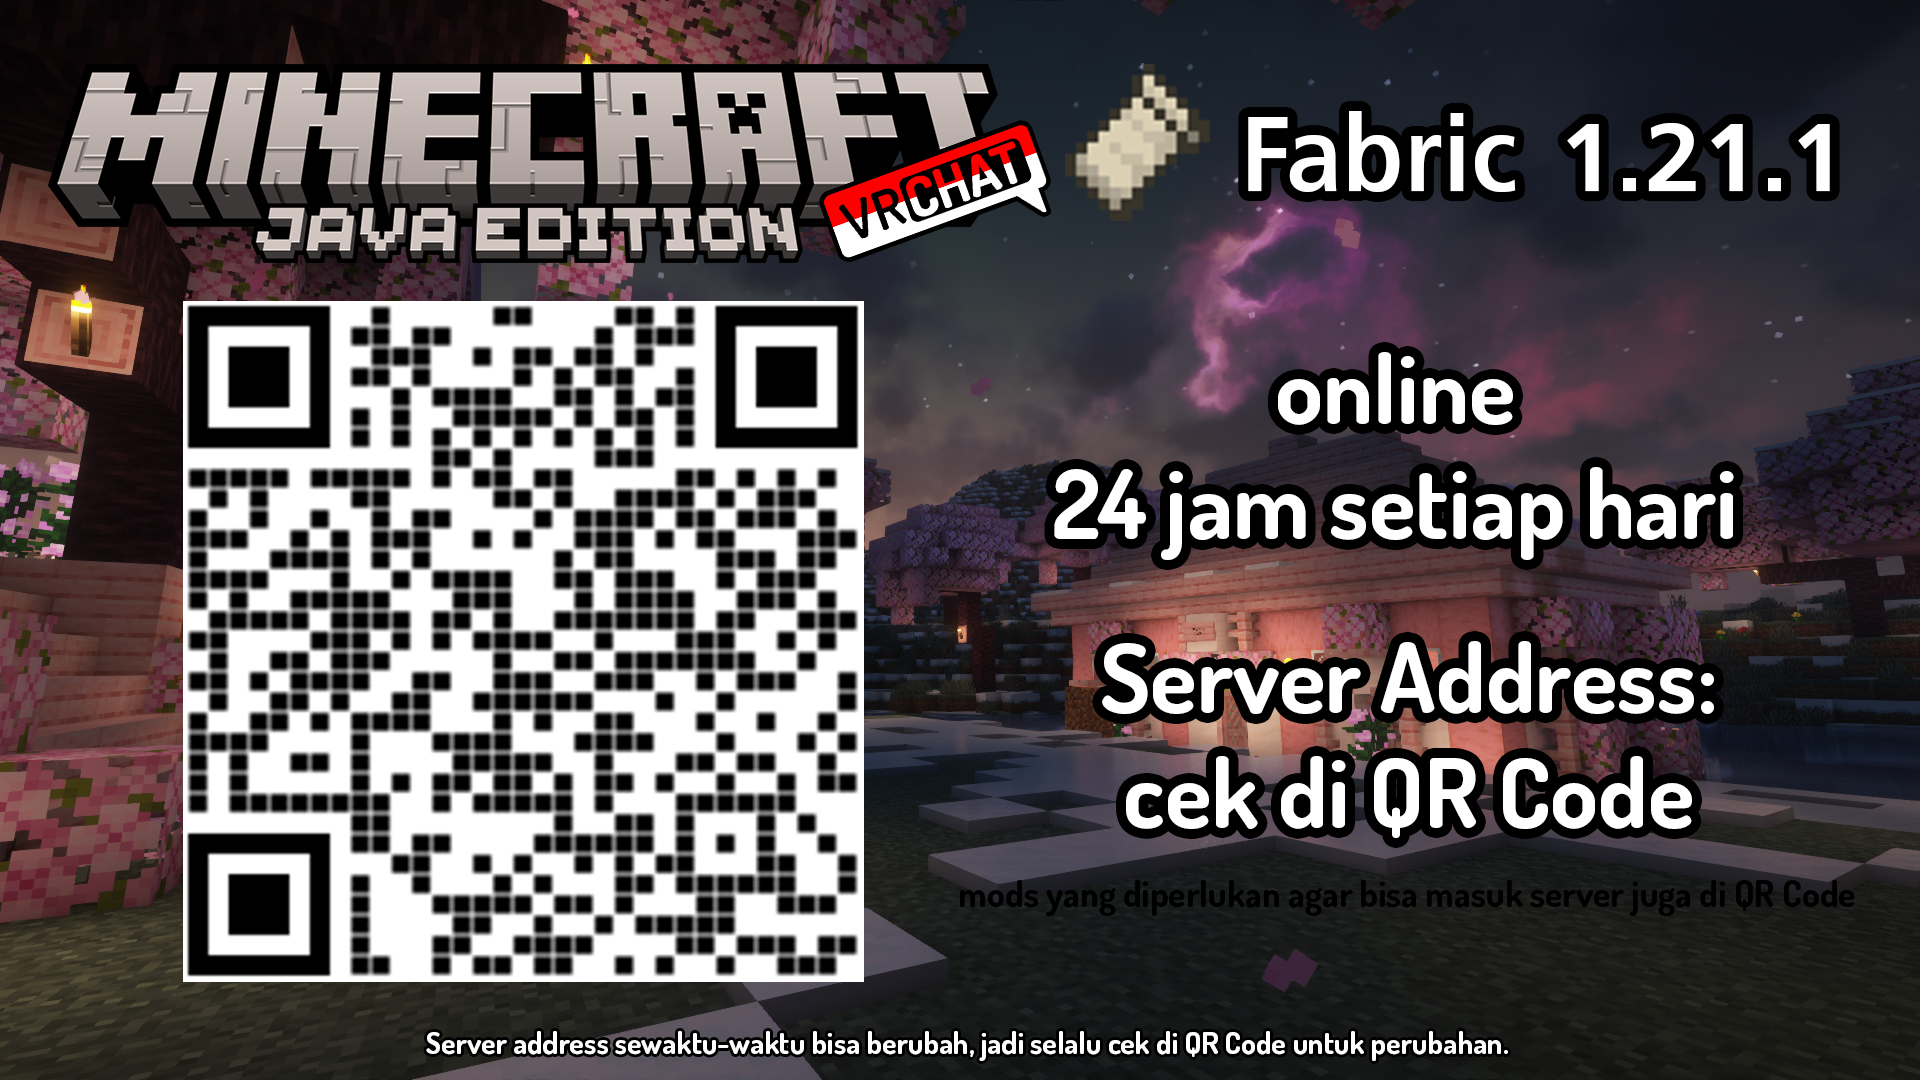 MINECRAFT
JAVA EDITION
VRCHAT
Fabric 1.21.1
online
24 jam setiap hari
Server Address:
cek di QR Code
mods yang diperlukan agar bisa masuk server juga di QR Code
Server address sewaktu-waktu bisa berubah, jadi selalu cek di QR Code untuk perubahan.